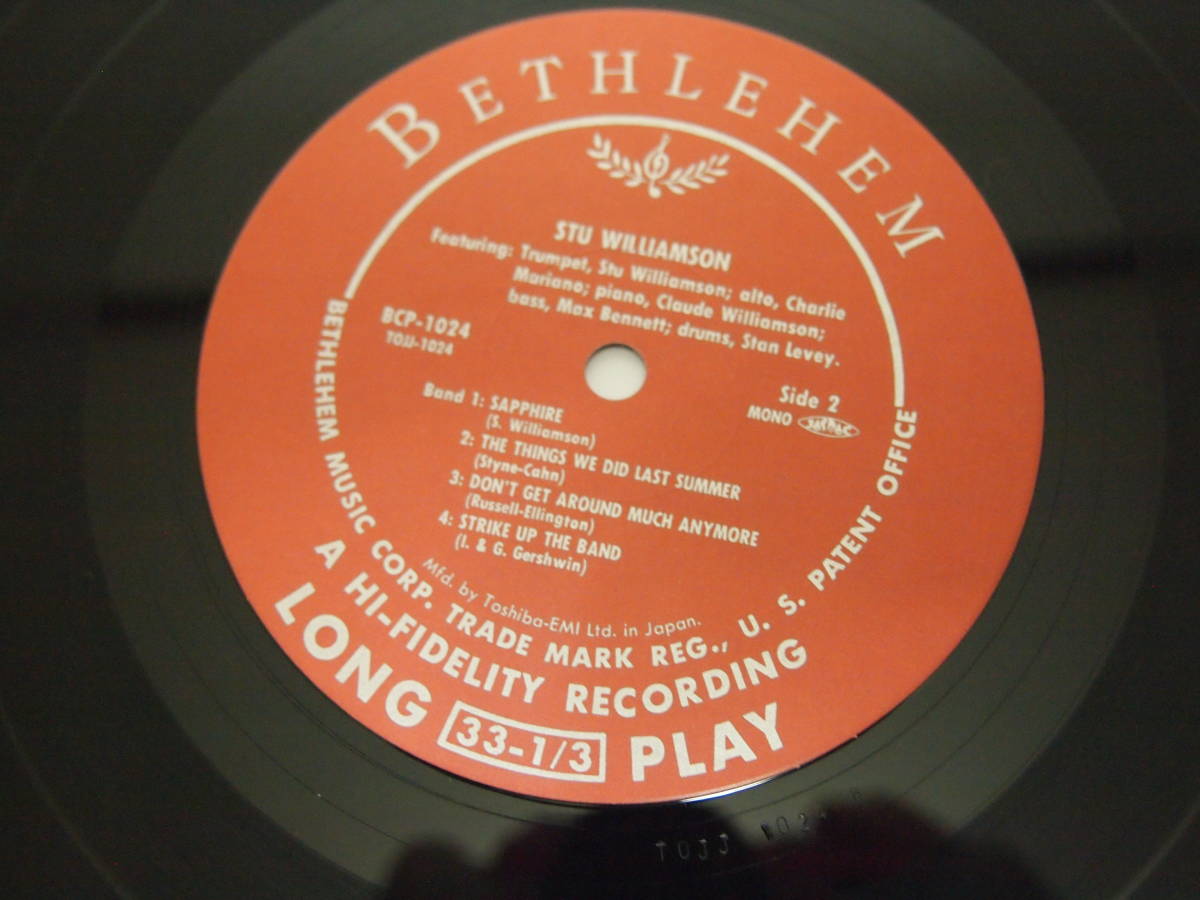 BETHLEHEM
STU WILLIAMSON
Featuring: Trumpet, Stu Williamson; alto, Charlie
Mariano; piano, Claude Williamson;
bass, Max Bennett; drums, Stan Levey.
BCP-1024
TOJJ-1024
Side 2
MONO
Band 1: SAPPHIRE
(S. Williamson)
2: THE THINGS WE DID LAST SUMMER
(Styne-Cahn)
3: DON'T GET AROUND MUCH ANYMORE
(Russell-Ellington)
4: STRIKE UP THE BAND
(I. & G. Gershwin)
Mfd. by Toshiba-EMI Ltd. in Japan.
BETHLEHEM MUSIC CORP. TRADE MARK REG., U. S. PATENT OFFICE
A HI-FIDELITY RECORDING
LONG 33-1/3 PLAY
TOJJ